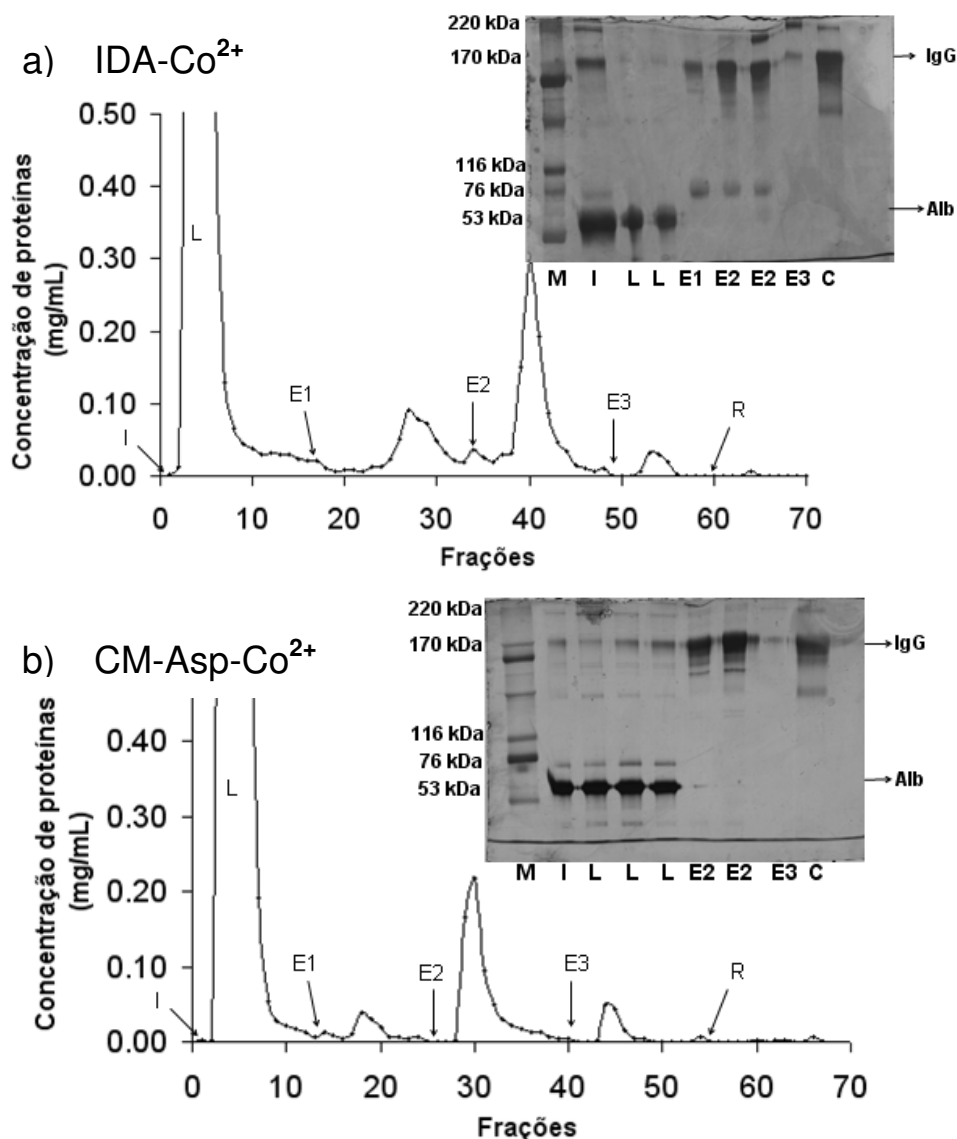 a) IDA-Co²⁺
Concentração de proteínas
(mg/mL)
0.50
0.40
0.30
0.20
0.10
0.00
I
L
E1
E2
E3
R
0 10 20 30 40 50 60 70
Frações
220 kDa
170 kDa
116 kDa
76 kDa
53 kDa
IgG
Alb
M I L L E1 E2 E2 E3 C
b) CM-Asp-Co²⁺
Concentração de proteínas
(mg/mL)
0.40
0.30
0.20
0.10
0.00
I
L
E1
E2
E3
R
0 10 20 30 40 50 60 70
Frações
220 kDa
170 kDa
116 kDa
76 kDa
53 kDa
IgG
Alb
M I L L L E2 E2 E3 C